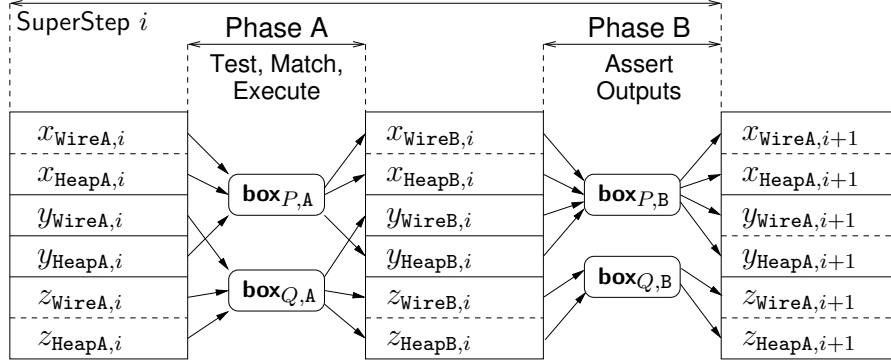 SuperStep i
Phase A
Phase B
Test, Match,
Execute
Assert
Outputs
x_WireA,i
x_WireB,i
x_WireA,i+1
x_HeapA,i
box_P,A
x_HeapB,i
box_P,B
x_HeapA,i+1
y_WireA,i
y_WireB,i
y_WireA,i+1
y_HeapA,i
y_HeapB,i
y_HeapA,i+1
z_WireA,i
box_Q,A
z_WireB,i
box_Q,B
z_WireA,i+1
z_HeapA,i
z_HeapB,i
z_HeapA,i+1